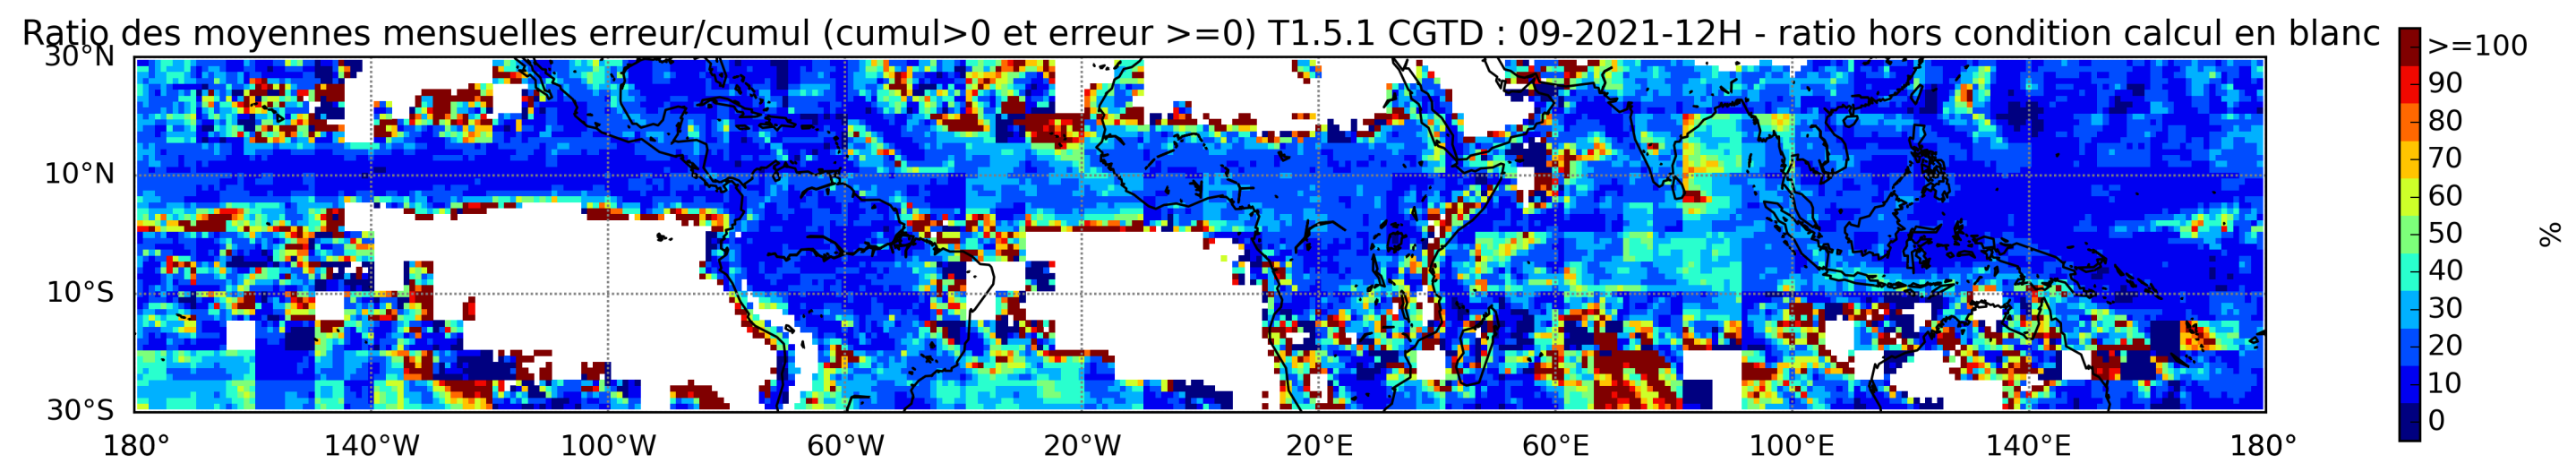 Ratio des moyennes mensuelles erreur/cumul (cumul>0 et erreur >=0) T1.5.1 CGTD : 09-2021-12H - ratio hors condition calcul en blanc
30°N
10°N
10°S
30°S
180° 140°W 100°W 60°W 20°W 20°E 60°E 100°E 140°E 180°
>=100
90
80
70
60
50
40
30
20
10
0
%